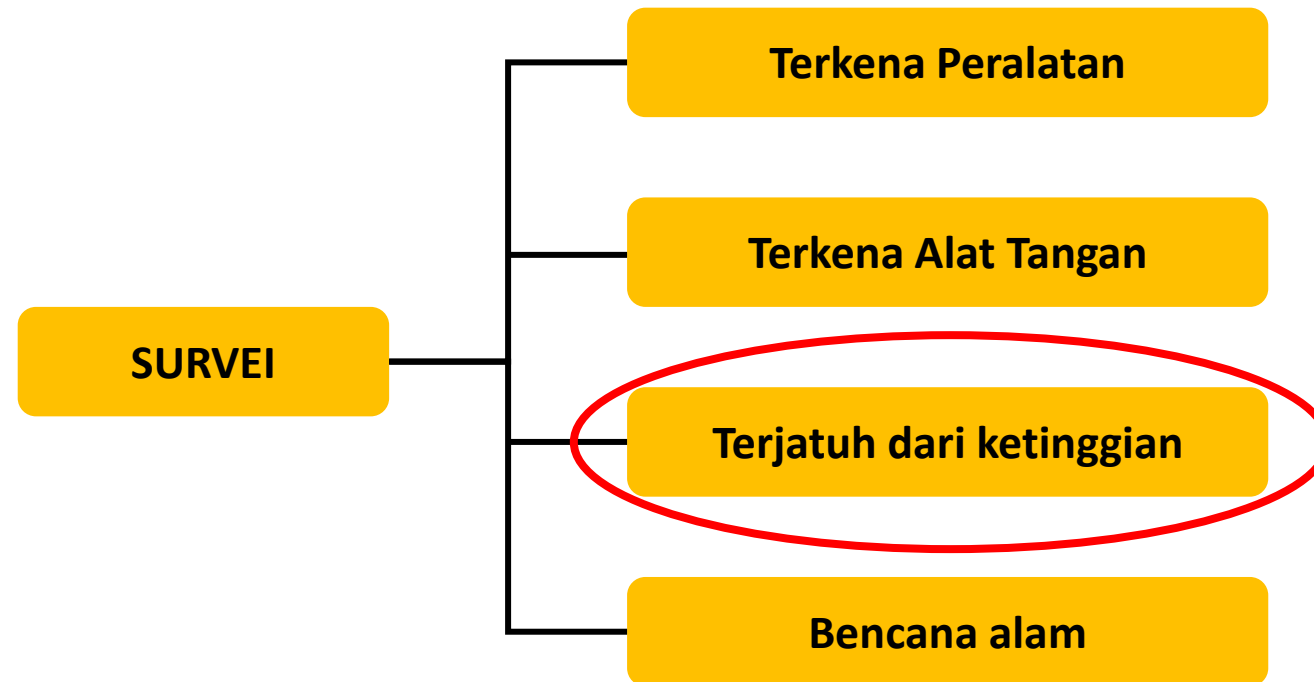 Terkena Peralatan
Terkena Alat Tangan
SURVEI
Terjatuh dari ketinggian
Bencana alam